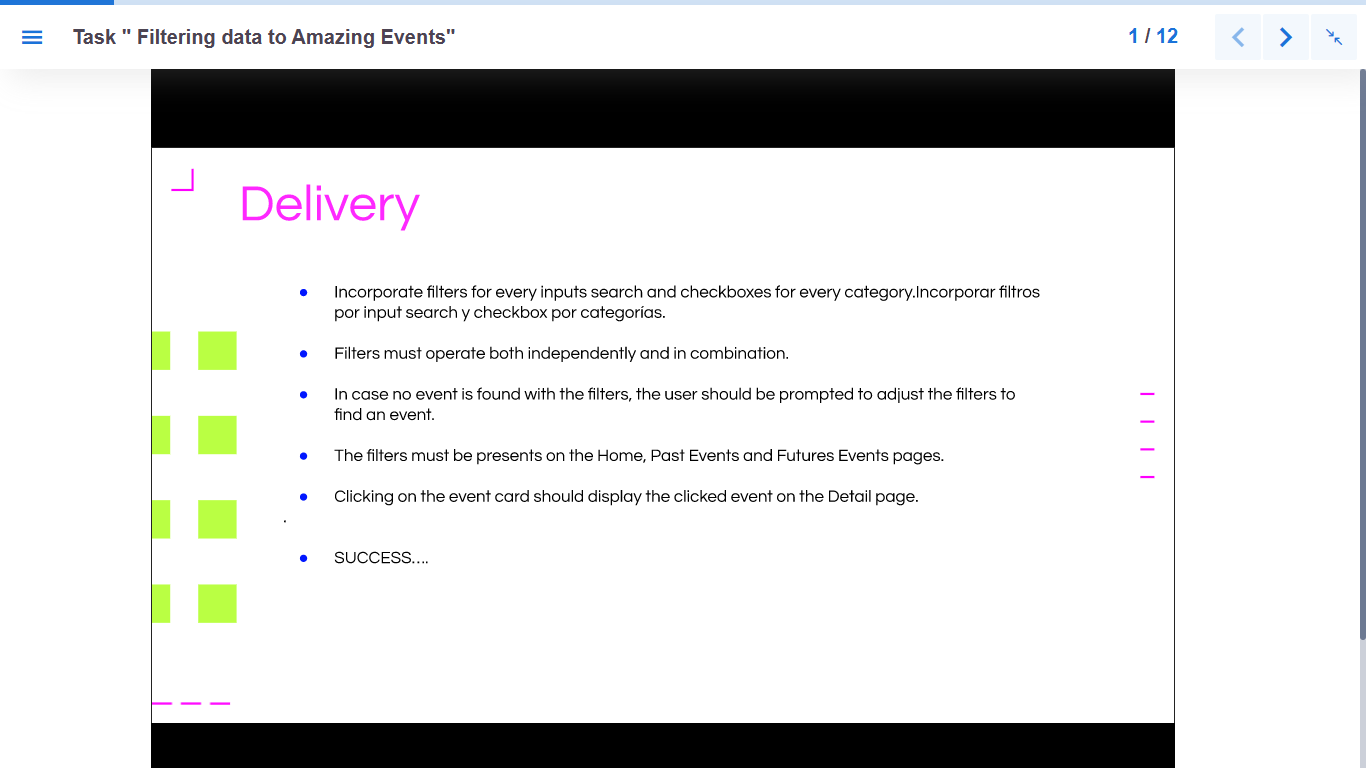 Task " Filtering data to Amazing Events"
1 / 12
Delivery
Incorporate filters for every inputs search and checkboxes for every category.Incorporar filtros
por input search y checkbox por categorías.
Filters must operate both independently and in combination.
In case no event is found with the filters, the user should be prompted to adjust the filters to
find an event.
The filters must be presents on the Home, Past Events and Futures Events pages.
Clicking on the event card should display the clicked event on the Detail page.
.
SUCCESS....